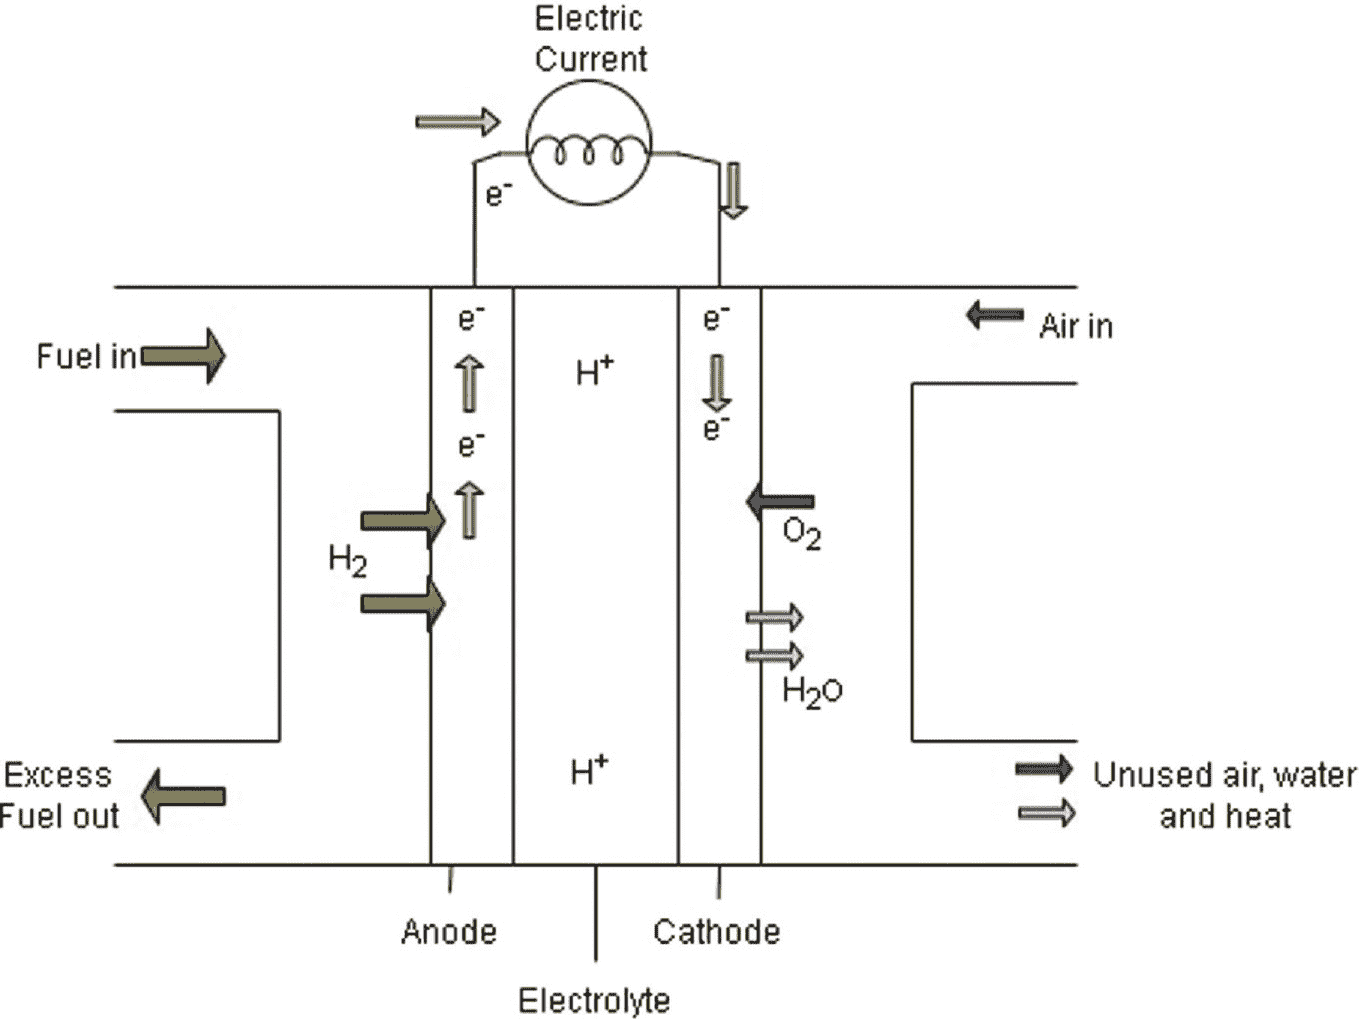 Electric
Current
e⁻
e⁻
e⁻
Air in
Fuel in
H⁺
e⁻
e⁻
O₂
H₂
H₂O
H⁺
Excess
Fuel out
Unused air, water
and heat
Anode
Cathode
Electrolyte